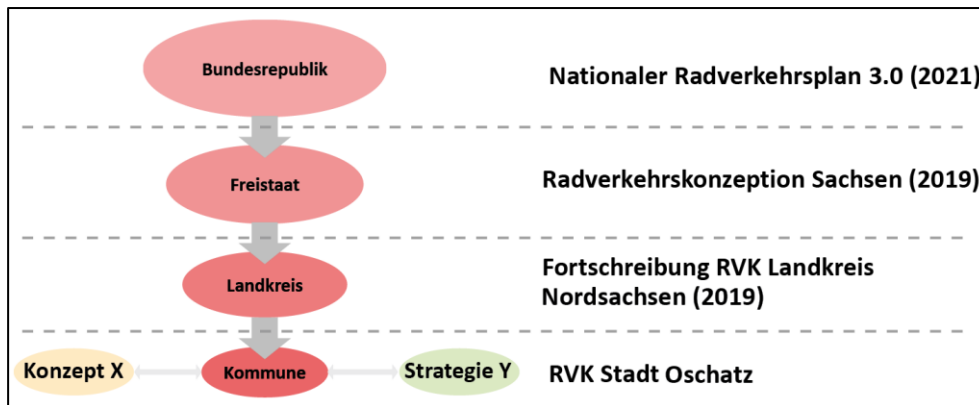 Bundesrepublik
Nationaler Radverkehrsplan 3.0 (2021)
Freistaat
Radverkehrskonzeption Sachsen (2019)
Landkreis
Fortschreibung RVK Landkreis
Nordsachsen (2019)
Konzept X
Kommune
Strategie Y
RVK Stadt Oschatz